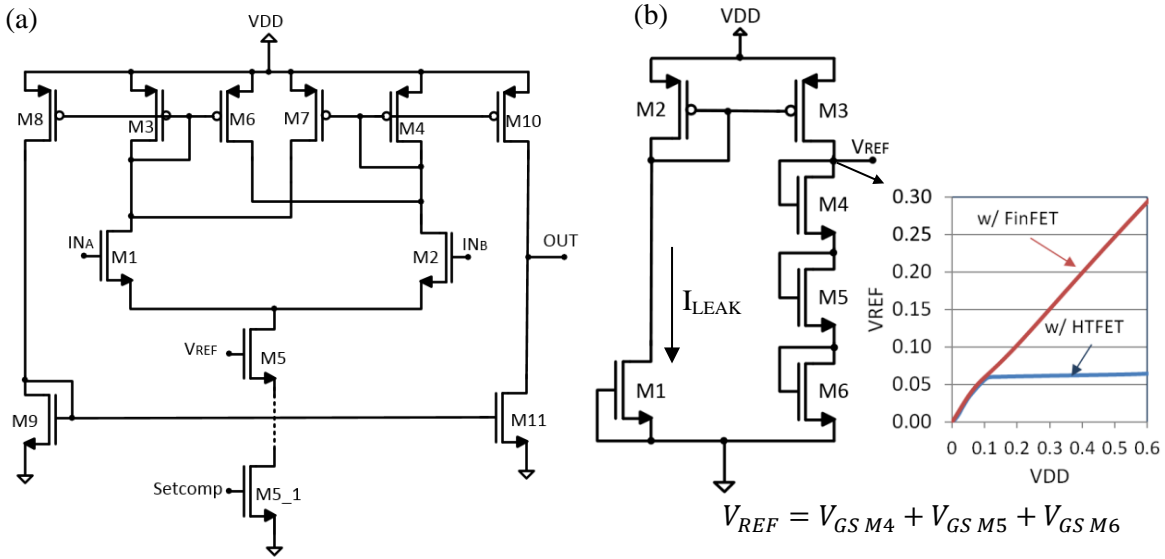 (a)
VDD
M8
M3
M6
M7
M4
M10
INA
M1
M2
INB
OUT
VREF
M5
M9
M11
Setcomp
M5_1
(b)
VDD
M2
M3
VREF
M4
ILEAK
M5
M1
M6
0.30
0.25
0.20
0.15
0.10
0.05
0.00
VREF
w/ FinFET
w/ HTFET
0 0.1 0.2 0.3 0.4 0.5 0.6
VDD
VREF = VGS M4 + VGS M5 + VGS M6